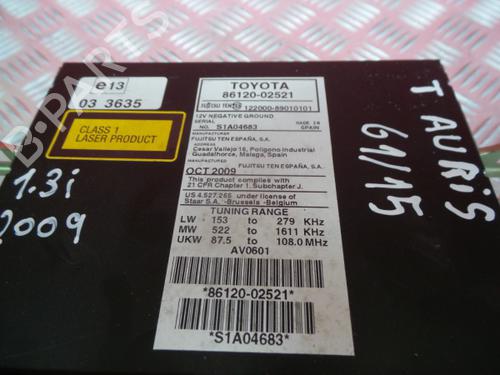 B-PARTS
e13
03 3635
CLASS 1
LASER PRODUCT
1.3i
2009
TOYOTA
86120-02521
FUJITSU TEN 122000-89010101
12V NEGATIVE GROUND
SERIAL MADE IN
NO. S1A04683 SPAIN
MANUFACTURER
FUJITSU TEN ESPAÑA, S.A.
ADDRESS
Cesar Vallejo 16, Poligono Industrial
Guadalhorce, Malaga, Spain
MANUFACTURED
FUJITSU TEN ESPAÑA, S.A.
OCT 2009
This product complies with
21 CFR Chapter 1. Subchapter J.
US 4.527.265 under license of
Staar S.A. -Brussels -Belgium
TUNING RANGE
LW 153 to 279 KHz
MW 522 to 1611 KHz
UKW 87.5 to 108.0 MHz
AV0601
*86120-02521*
*S1A04683*
TAURiS
61/15